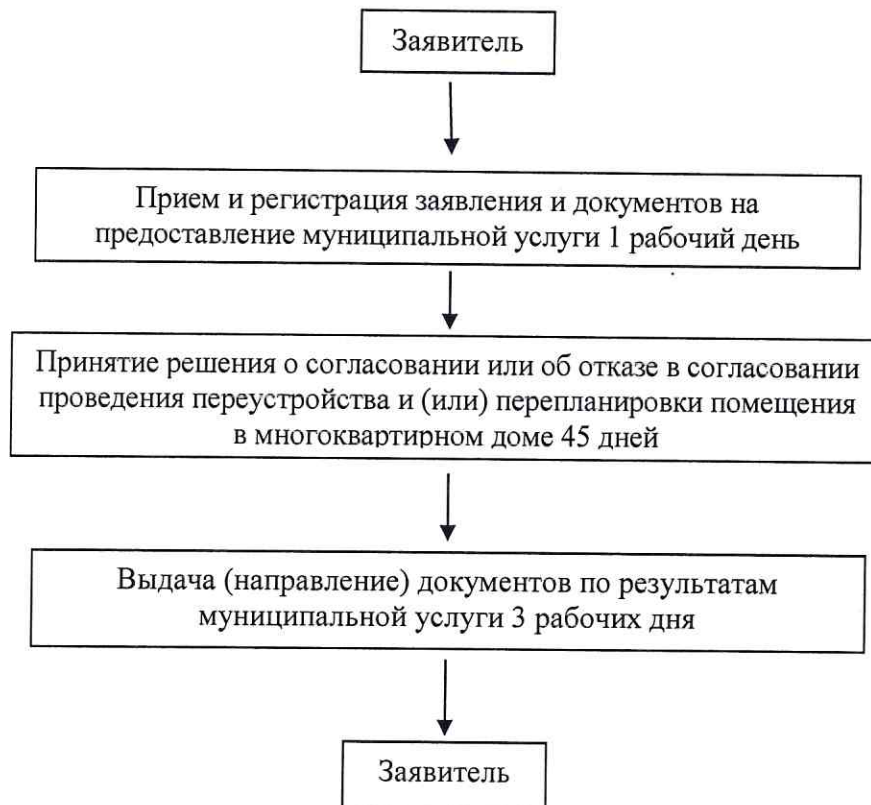 Заявитель
Прием и регистрация заявления и документов на
предоставление муниципальной услуги 1 рабочий день
Принятие решения о согласовании или об отказе в согласовании
проведения переустройства и (или) перепланировки помещения
в многоквартирном доме 45 дней
Выдача (направление) документов по результатам
муниципальной услуги 3 рабочих дня
Заявитель